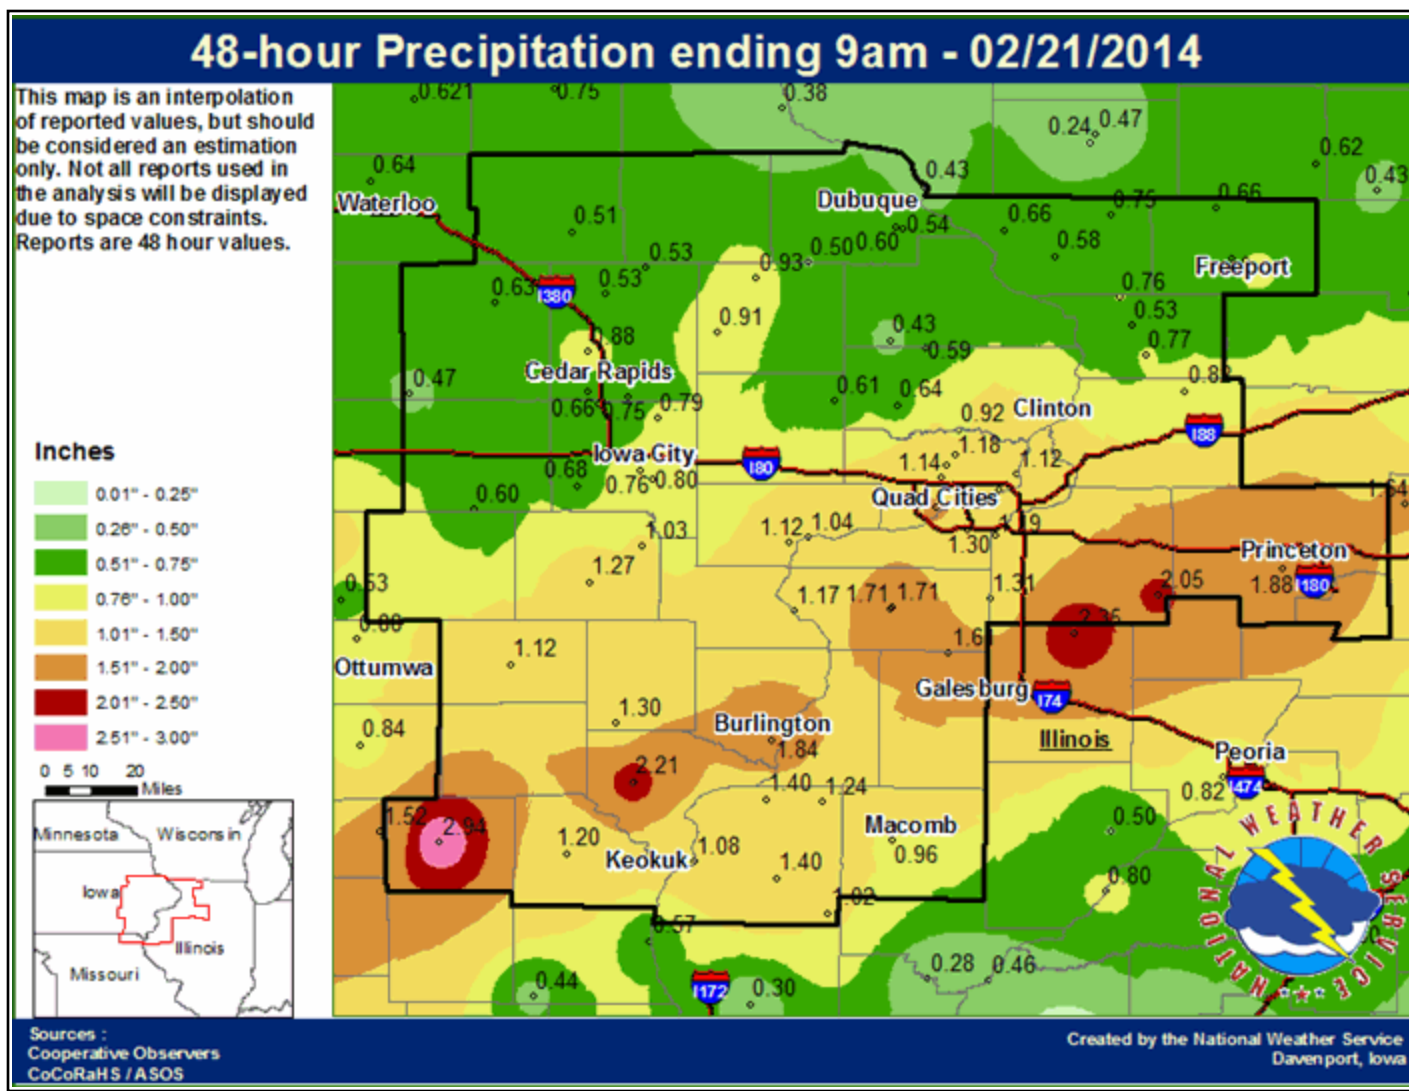 48-hour Precipitation ending 9am - 02/21/2014
This map is an interpolation
of reported values, but should
be considered an estimation
only. Not all reports used in
the analysis will be displayed
due to space constraints.
Reports are 48 hour values.
0.621
0.75
0.38
0.24
0.47
0.62
0.43
0.64
0.43
Waterloo
Dubuque
0.75
0.66
0.51
0.54
0.60
0.50
0.66
0.58
0.53
0.93
Freeport
0.63
I380
0.53
0.76
0.91
0.43
0.53
0.88
0.59
0.77
Cedar Rapids
0.47
0.61
0.64
0.66
0.75
0.79
0.92
Clinton
I88
Iowa City
I80
1.18
1.14
1.12
0.68
0.76
0.80
0.60
Quad Cities
1.03
1.12
1.04
1.30
Princeton
1.27
1.17
1.71
1.71
1.31
2.05
1.88
I180
1.12
Ottumwa
Galesburg
I74
0.84
1.30
Burlington
1.84
Illinois
Peoria
2.21
1.40
1.24
0.82
I474
1.52
2.94
1.20
Keokuk
1.08
1.40
Macomb
0.96
0.50
0.80
1.02
0.57
0.44
I172
0.30
0.28
0.46
Inches
0.01" - 0.25"
0.26" - 0.50"
0.51" - 0.75"
0.76" - 1.00"
1.01" - 1.50"
1.51" - 2.00"
2.01" - 2.50"
2.51" - 3.00"
0 5 10 20
Miles
Minnesota
Wisconsin
Iowa
Illinois
Missouri
NATIONAL WEATHER SERVICE
Sources :
Cooperative Observers
CoCoRaHS / ASOS
Created by the National Weather Service
Davenport, Iowa